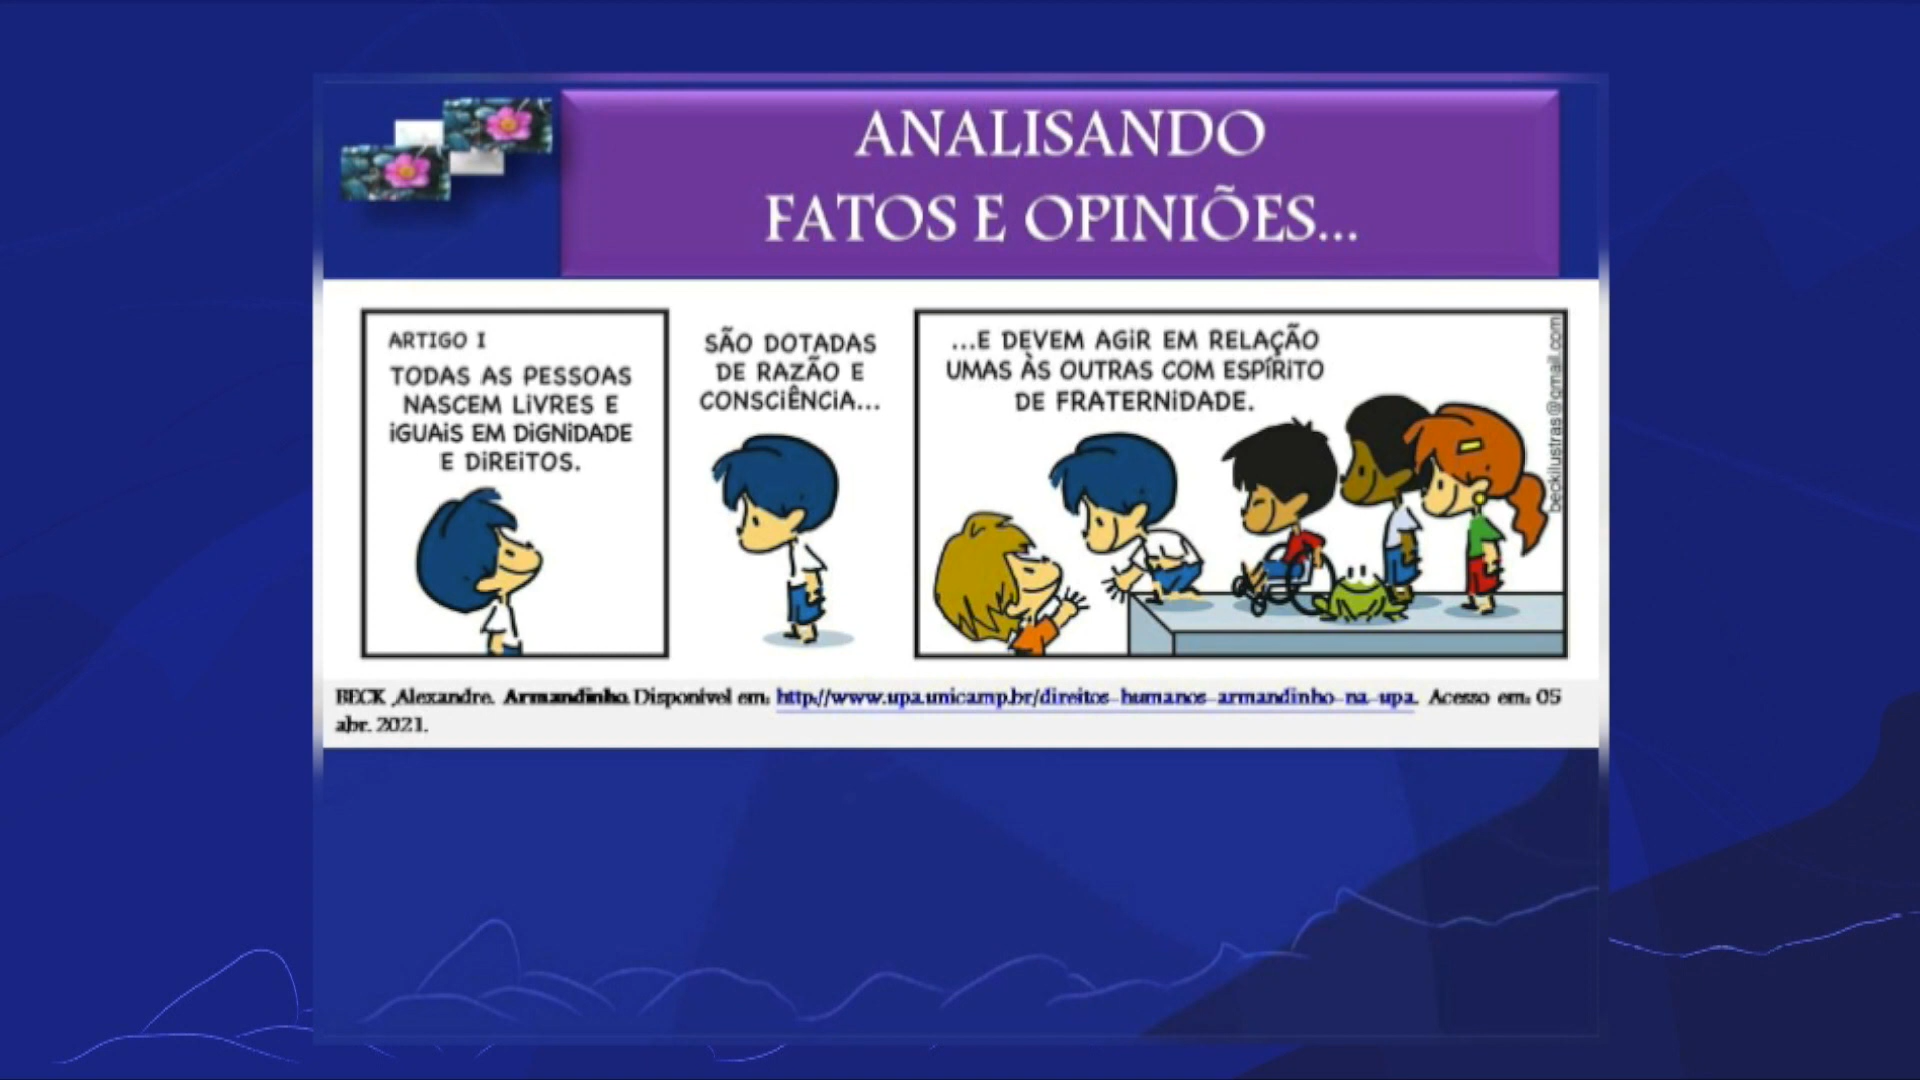 ANALISANDO
FATOS E OPINIÕES...
ARTIGO I
TODAS AS PESSOAS
NASCEM LIVRES E
IGUAIS EM DIGNIDADE
E DIREITOS.
SÃO DOTADAS
DE RAZÃO E
CONSCIÊNCIA...
...E DEVEM AGIR EM RELAÇÃO
UMAS ÀS OUTRAS COM ESPÍRITO
DE FRATERNIDADE.
beckilustras@gmail.com
BECK ,Alexandre. Armandinho. Disponível em: http://www.upa.unicamp.br/direitos-humanos-armandinho-na-upa. Acesso em: 05
abr. 2021.